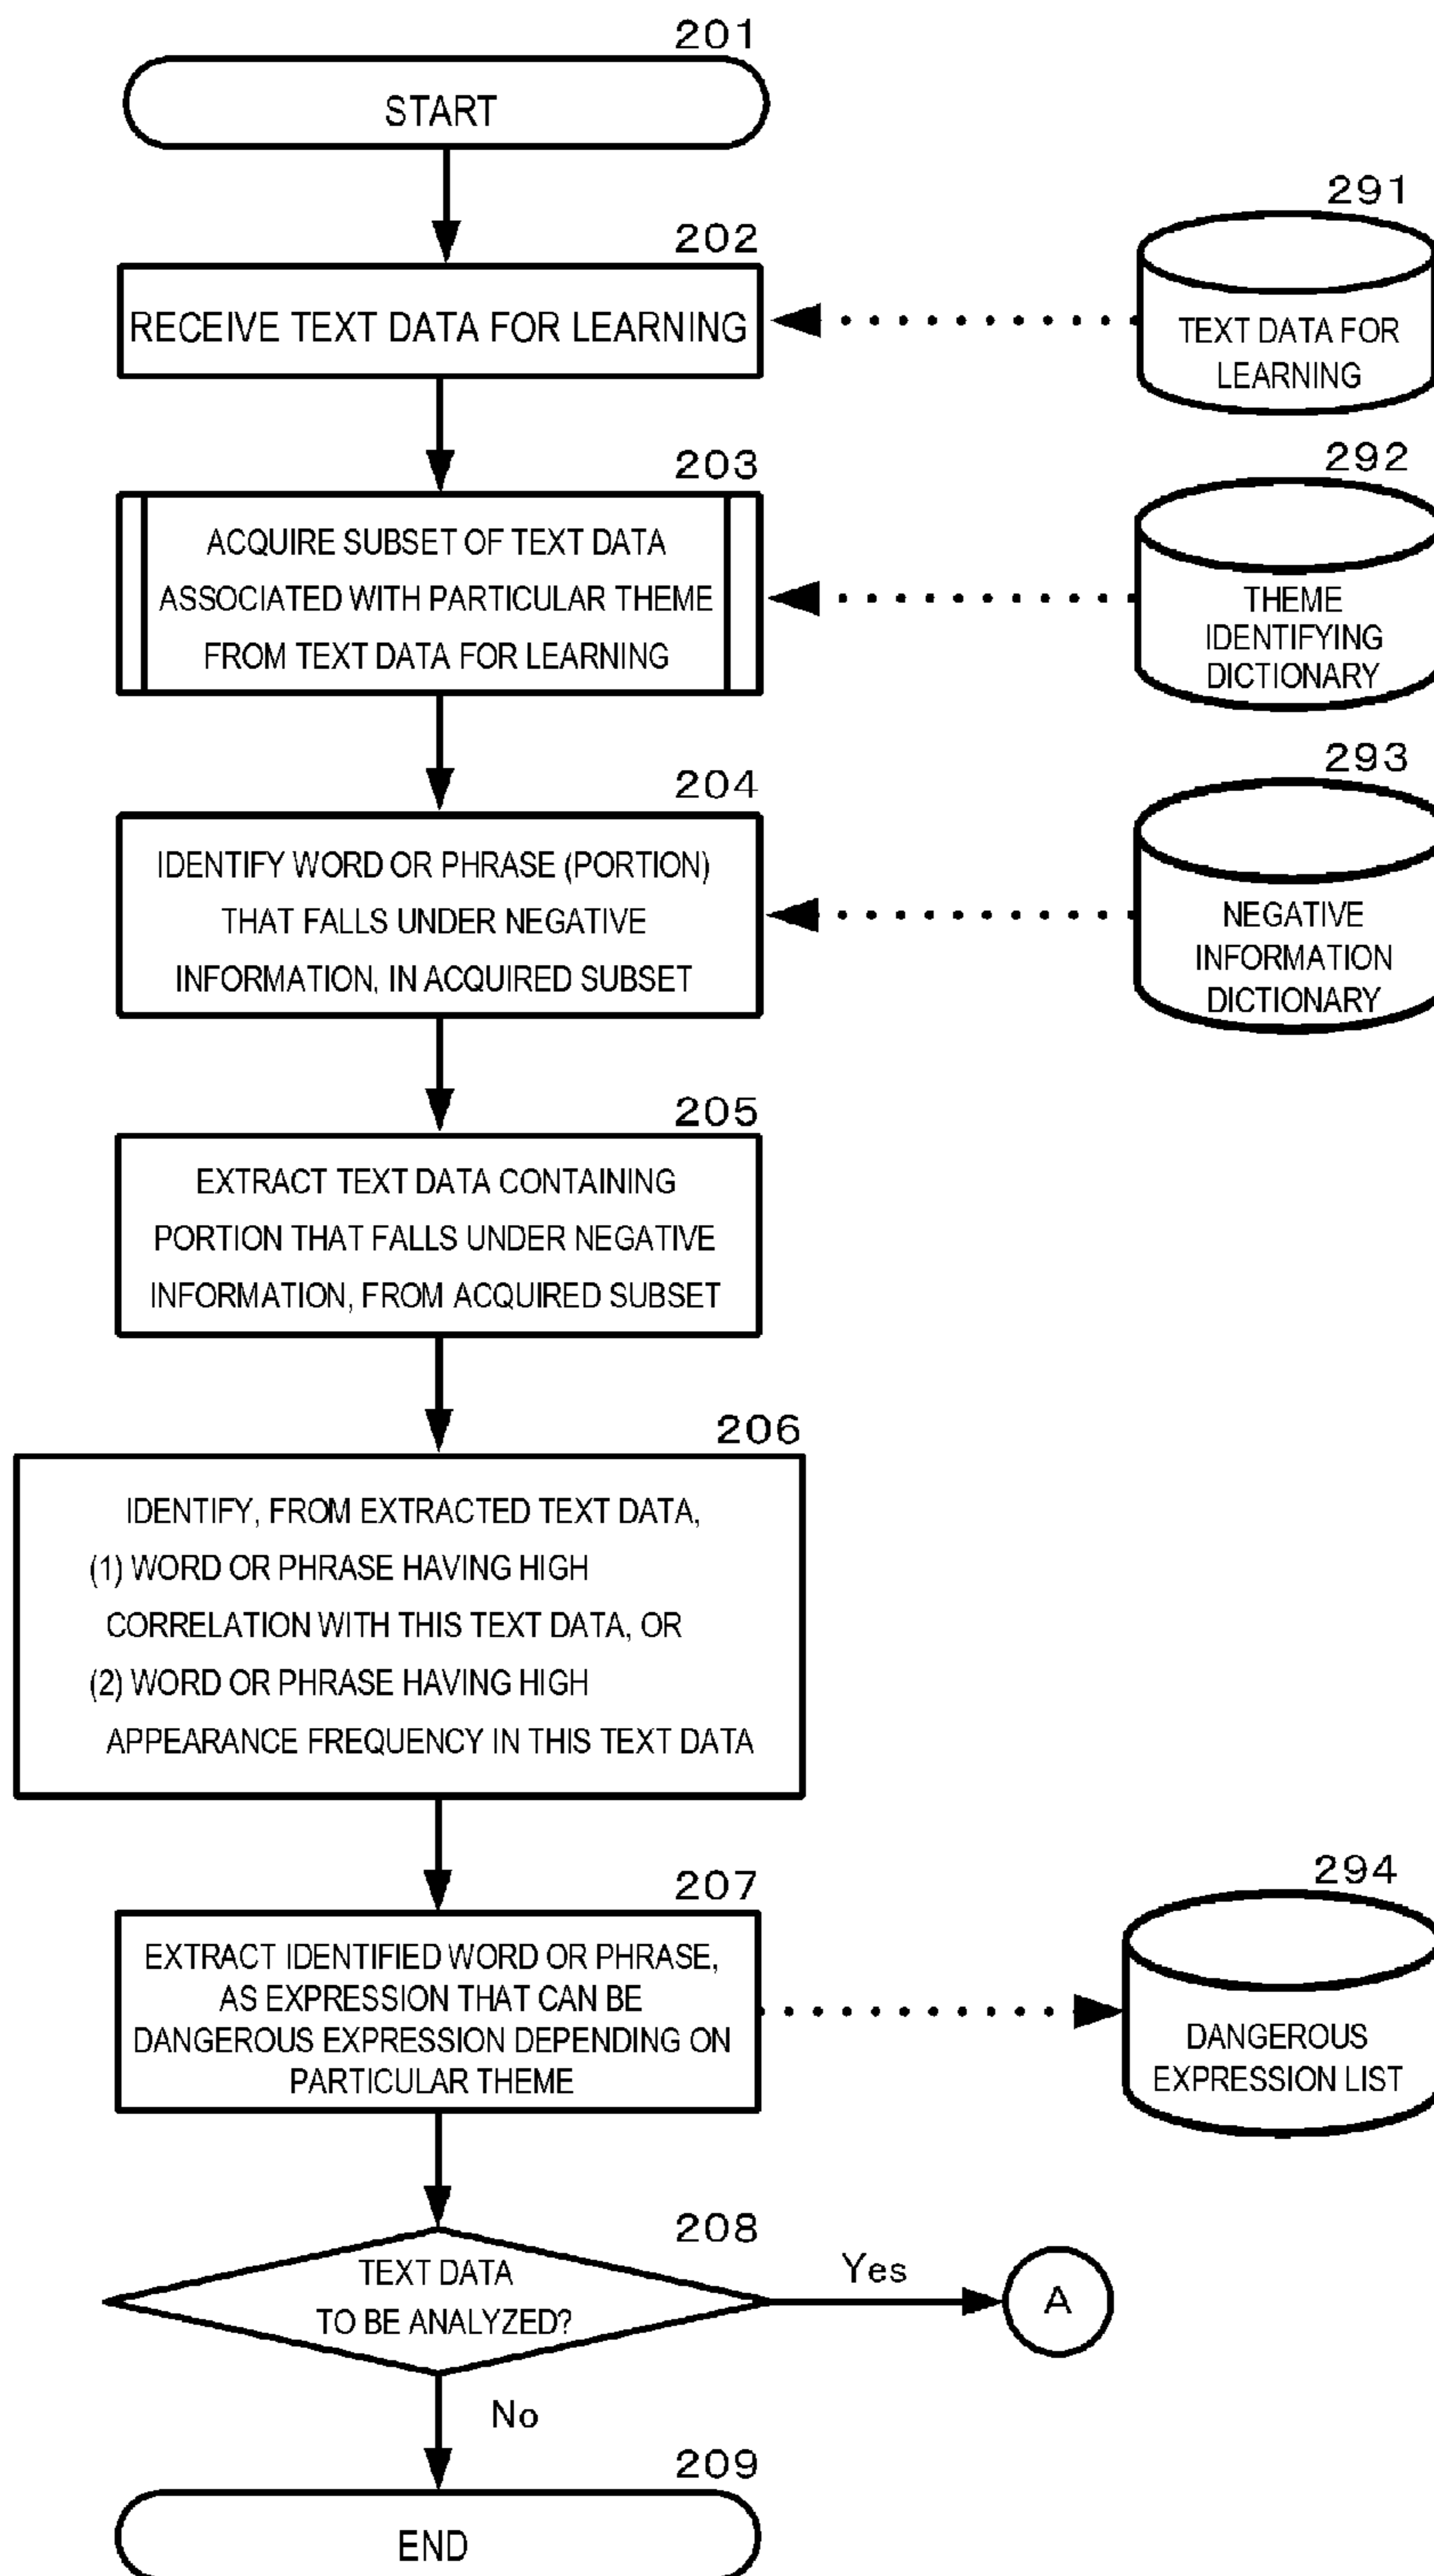 201
START
202
RECEIVE TEXT DATA FOR LEARNING
291
TEXT DATA FOR
LEARNING
203
ACQUIRE SUBSET OF TEXT DATA
ASSOCIATED WITH PARTICULAR THEME
FROM TEXT DATA FOR LEARNING
292
THEME
IDENTIFYING
DICTIONARY
204
IDENTIFY WORD OR PHRASE (PORTION)
THAT FALLS UNDER NEGATIVE
INFORMATION, IN ACQUIRED SUBSET
293
NEGATIVE
INFORMATION
DICTIONARY
205
EXTRACT TEXT DATA CONTAINING
PORTION THAT FALLS UNDER NEGATIVE
INFORMATION, FROM ACQUIRED SUBSET
206
IDENTIFY, FROM EXTRACTED TEXT DATA,
(1) WORD OR PHRASE HAVING HIGH
CORRELATION WITH THIS TEXT DATA, OR
(2) WORD OR PHRASE HAVING HIGH
APPEARANCE FREQUENCY IN THIS TEXT DATA
207
EXTRACT IDENTIFIED WORD OR PHRASE,
AS EXPRESSION THAT CAN BE
DANGEROUS EXPRESSION DEPENDING ON
PARTICULAR THEME
294
DANGEROUS
EXPRESSION LIST
208
TEXT DATA
TO BE ANALYZED?
Yes
A
No
209
END